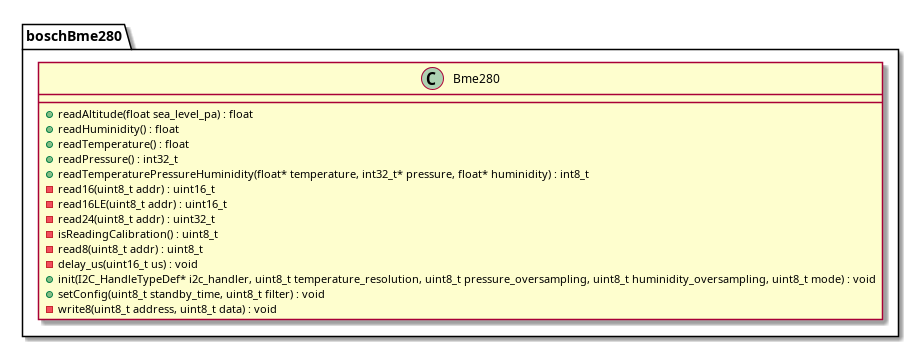 boschBme280
C Bme280
readAltitude(float sea_level_pa) : float
readHuminidity() : float
readTemperature() : float
readPressure() : int32_t
readTemperaturePressureHuminidity(float* temperature, int32_t* pressure, float* huminidity) : int8_t
read16(uint8_t addr) : uint16_t
read16LE(uint8_t addr) : uint16_t
read24(uint8_t addr) : uint32_t
isReadingCalibration() : uint8_t
read8(uint8_t addr) : uint8_t
delay_us(uint16_t us) : void
init(I2C_HandleTypeDef* i2c_handler, uint8_t temperature_resolution, uint8_t pressure_oversampling, uint8_t huminidity_oversampling, uint8_t mode) : void
setConfig(uint8_t standby_time, uint8_t filter) : void
write8(uint8_t address, uint8_t data) : void